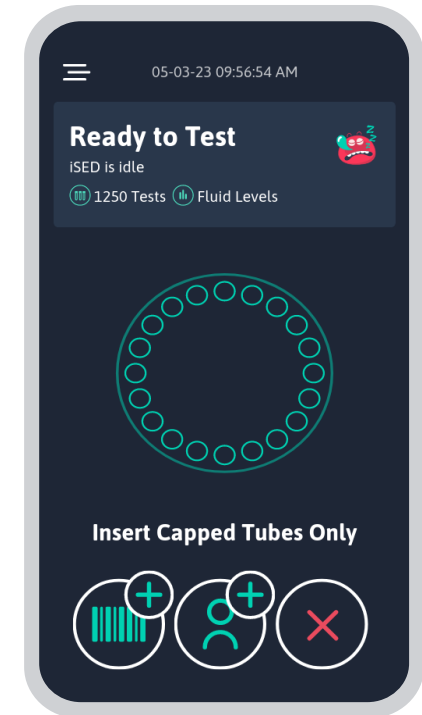 05-03-23 09:56:54 AM
Ready to Test
iSED is idle
1250 Tests Fluid Levels
Insert Capped Tubes Only